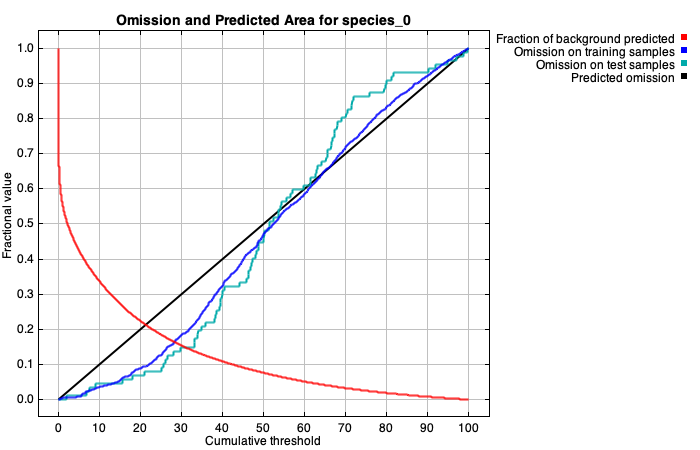 Omission and Predicted Area for species_0
Fraction of background predicted
Omission on training samples
Omission on test samples
Predicted omission
Fractional value
1.0
0.9
0.8
0.7
0.6
0.5
0.4
0.3
0.2
0.1
0.0
0 10 20 30 40 50 60 70 80 90 100
Cumulative threshold